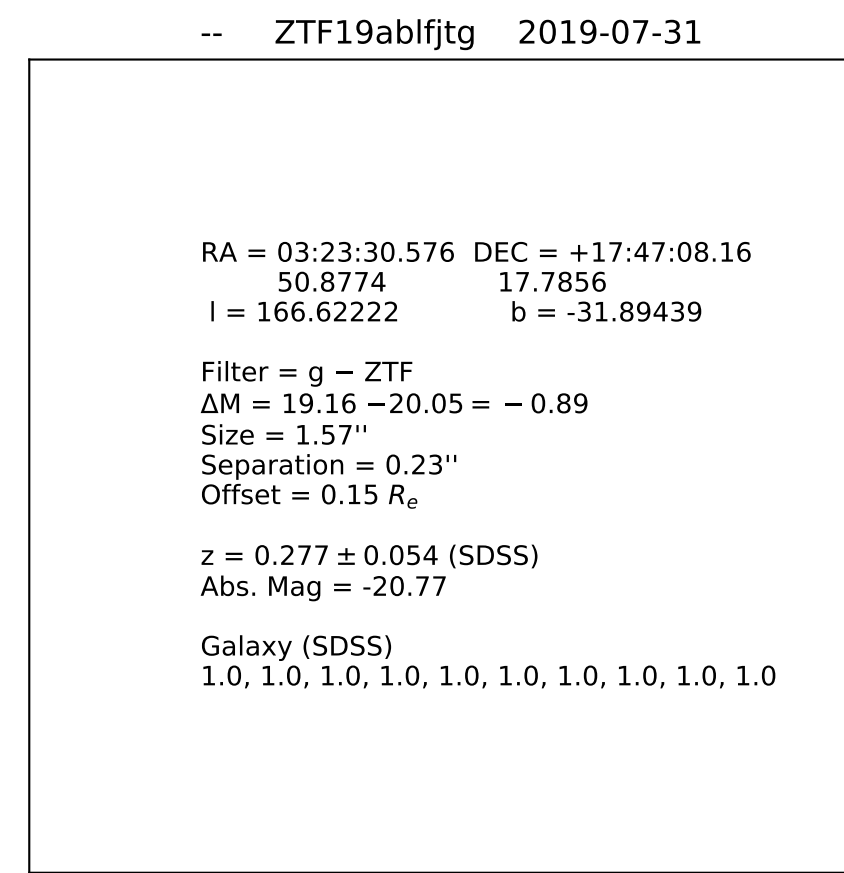 -- ZTF19ablfjtg 2019-07-31
RA = 03:23:30.576 DEC = +17:47:08.16
50.8774 17.7856
l = 166.62222 b = -31.89439
Filter = g − ZTF
ΔM = 19.16 −20.05 = − 0.89
Size = 1.57''
Separation = 0.23''
Offset = 0.15 Rₑ
z = 0.277 ± 0.054 (SDSS)
Abs. Mag = -20.77
Galaxy (SDSS)
1.0, 1.0, 1.0, 1.0, 1.0, 1.0, 1.0, 1.0, 1.0, 1.0